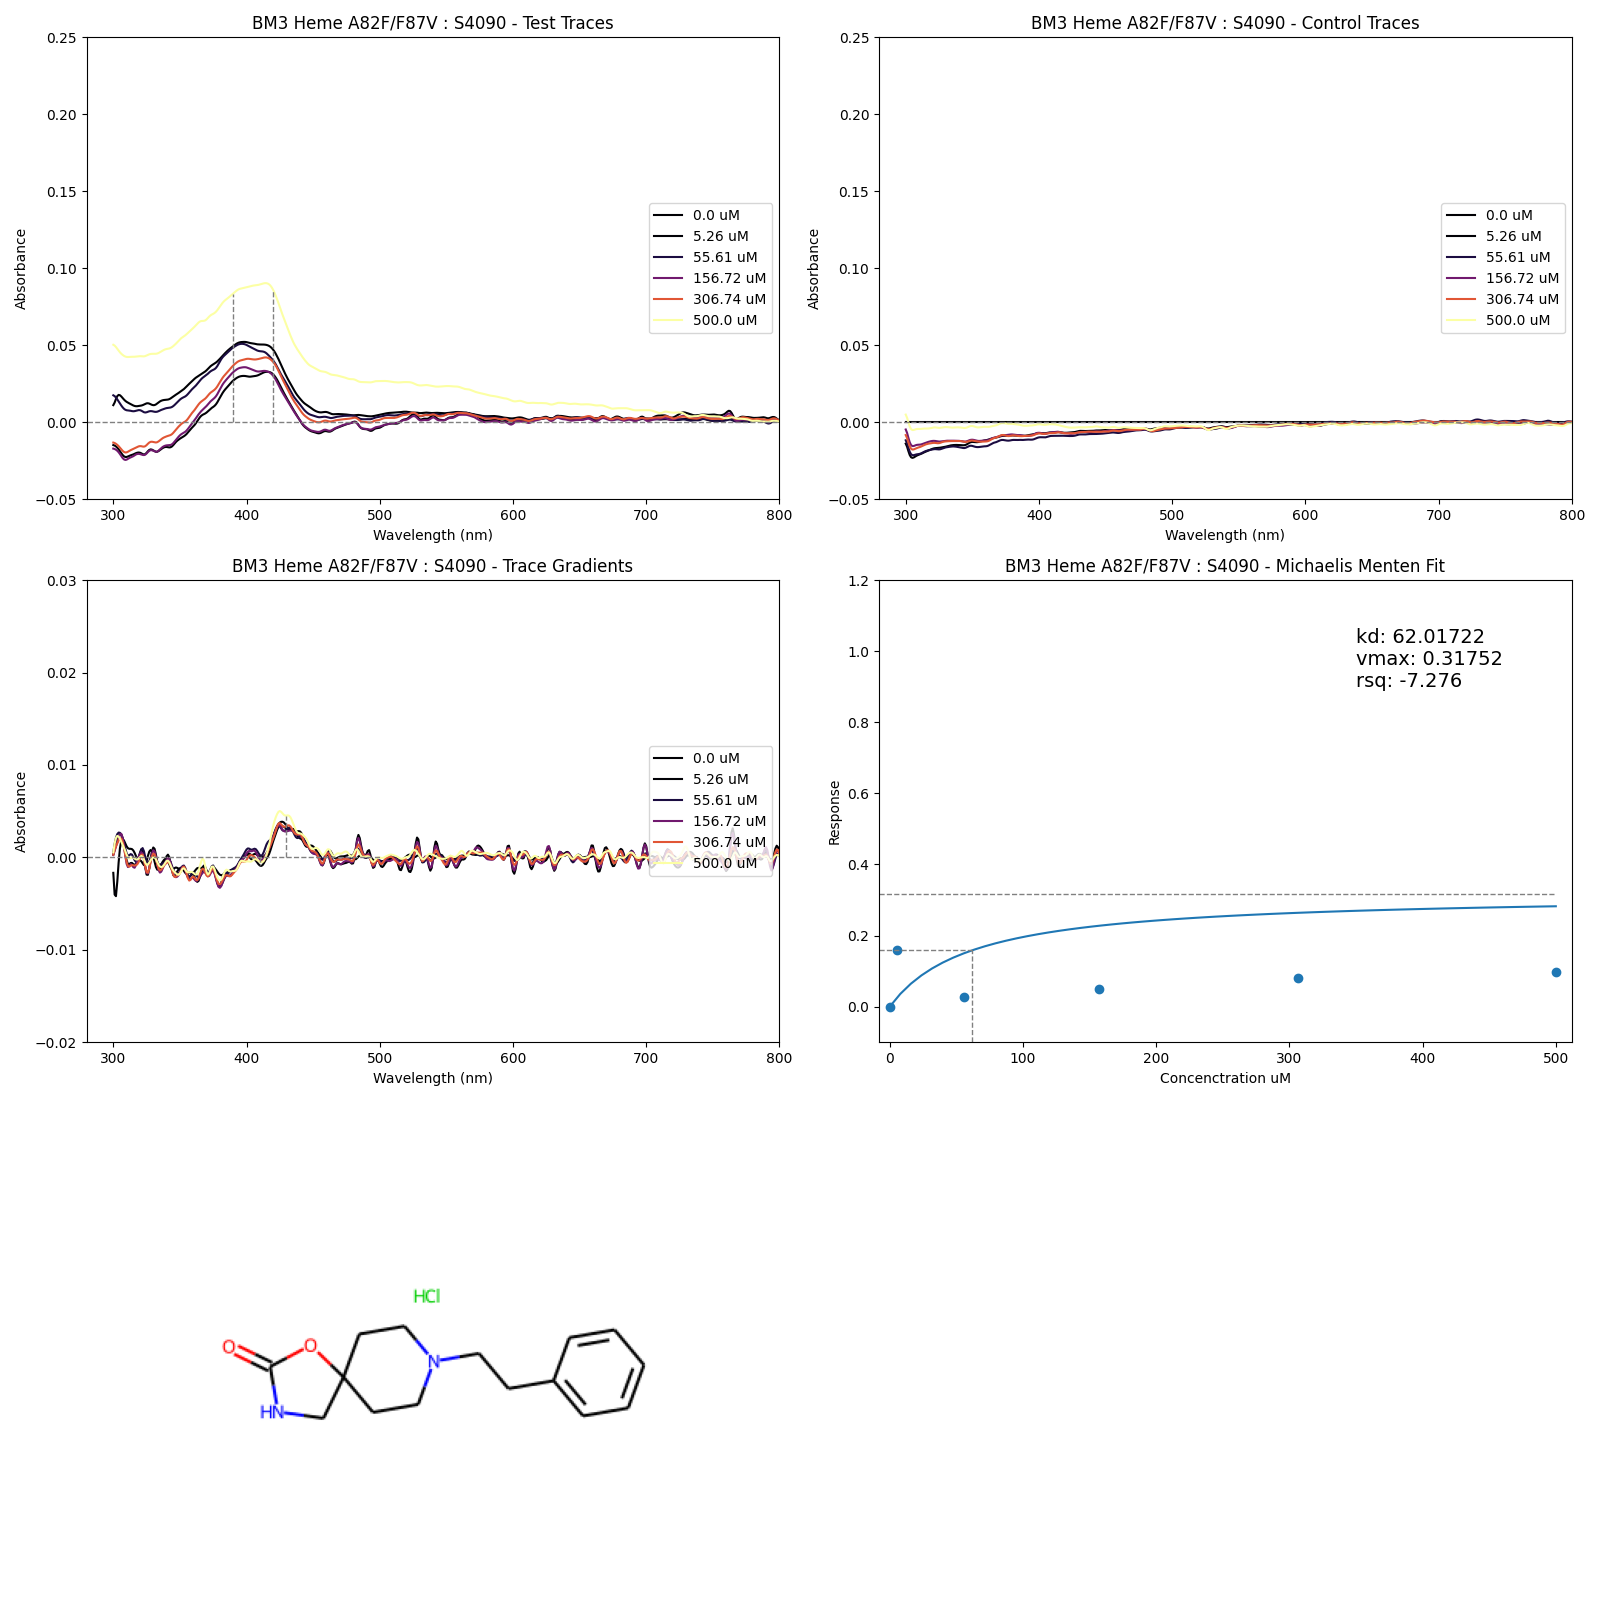 BM3 Heme A82F/F87V : S4090 - Test Traces
0.25
0.20
0.15
0.10
0.05
0.00
−0.05
Absorbance
300 400 500 600 700 800
Wavelength (nm)
0.0 uM
5.26 uM
55.61 uM
156.72 uM
306.74 uM
500.0 uM
BM3 Heme A82F/F87V : S4090 - Control Traces
0.25
0.20
0.15
0.10
0.05
0.00
−0.05
Absorbance
300 400 500 600 700 800
Wavelength (nm)
0.0 uM
5.26 uM
55.61 uM
156.72 uM
306.74 uM
500.0 uM
BM3 Heme A82F/F87V : S4090 - Trace Gradients
0.03
0.02
0.01
0.00
−0.01
−0.02
Absorbance
300 400 500 600 700 800
Wavelength (nm)
0.0 uM
5.26 uM
55.61 uM
156.72 uM
306.74 uM
500.0 uM
BM3 Heme A82F/F87V : S4090 - Michaelis Menten Fit
1.2
1.0
0.8
0.6
0.4
0.2
0.0
Response
0 100 200 300 400 500
Concenctration uM
kd: 62.01722
vmax: 0.31752
rsq: -7.276
HCl
O
O
N
HN